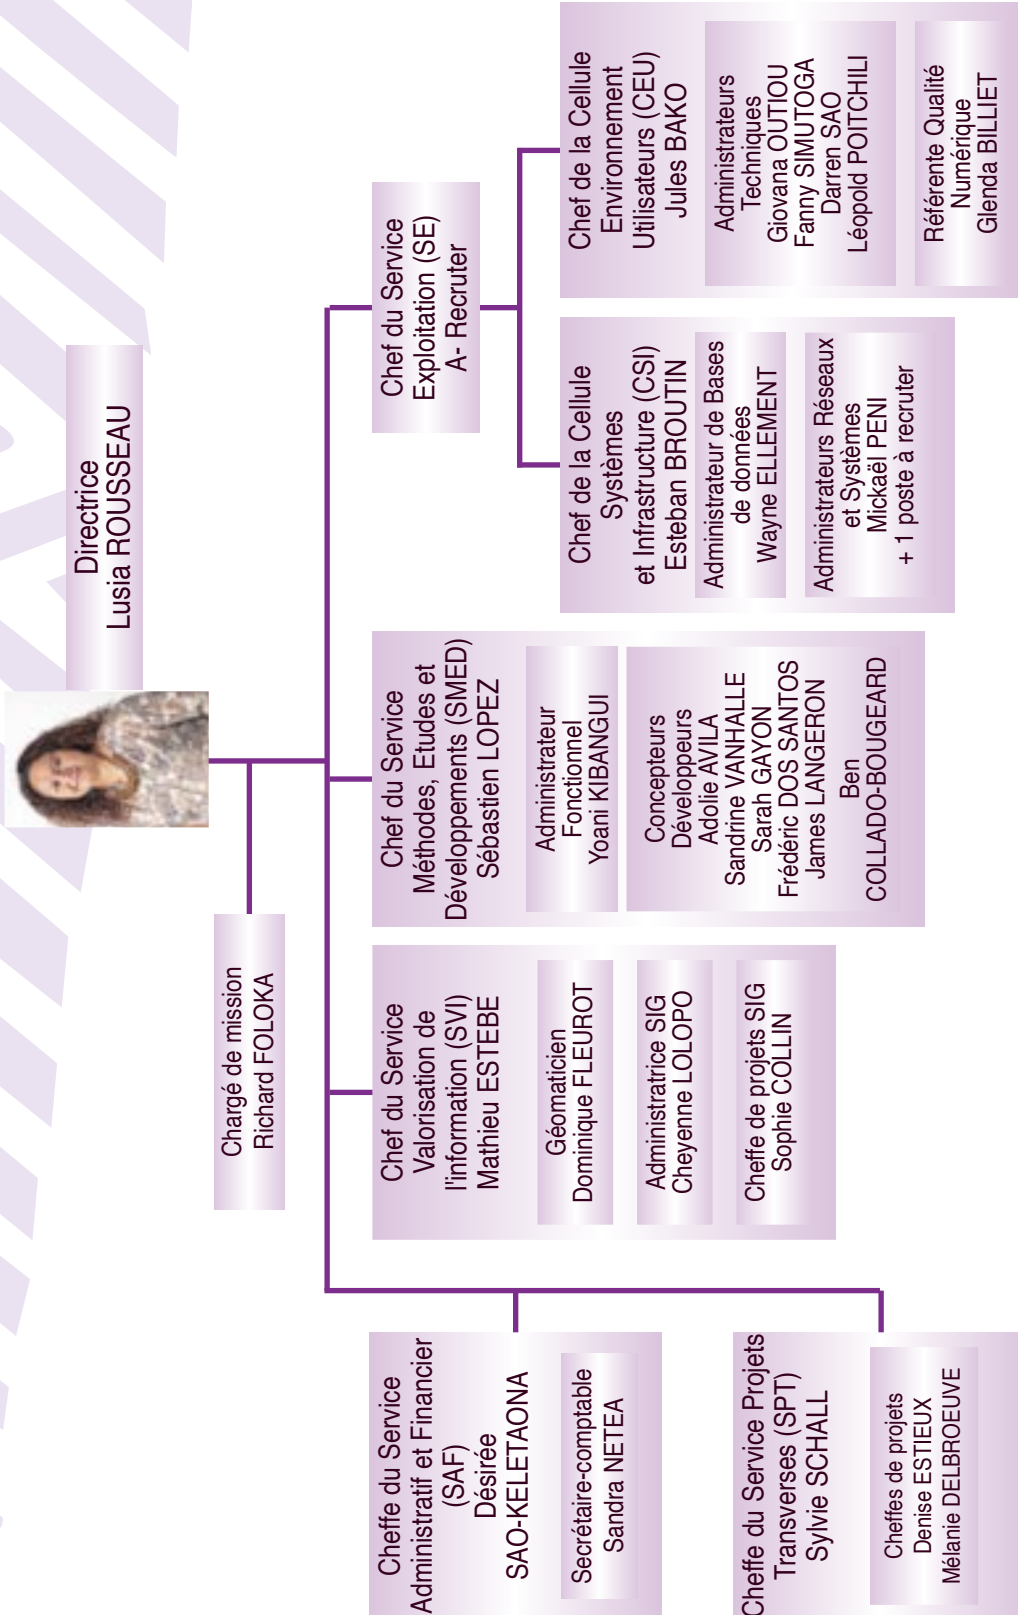 Directrice
Lusia ROUSSEAU
Chargé de mission
Richard FOLOKA
Cheffe du Service
Administratif et Financier
(SAF)
Désirée
SAO-KELETAONA
Secrétaire-comptable
Sandra NETEA
Cheffe du Service Projets
Transverses (SPT)
Sylvie SCHALL
Cheffes de projets
Denise ESTIEUX
Mélanie DELBROEUVE
Chef du Service
Valorisation de
l'information (SVI)
Mathieu ESTEBE
Géomaticien
Dominique FLEUROT
Administratrice SIG
Cheyenne LOLOPO
Cheffe de projets SIG
Sophie COLLIN
Chef du Service
Méthodes, Etudes et
Développements (SMED)
Sébastien LOPEZ
Administrateur
Fonctionnel
Yoani KIBANGUI
Concepteurs
Développeurs
Adolie AVILA
Sandrine VANHALLE
Sarah GAYON
Frédéric DOS SANTOS
James LANGERON
Ben
COLLADO-BOUGEARD
Chef du Service
Exploitation (SE)
A- Recruter
Chef de la Cellule
Systèmes
et Infrastructure (CSI)
Esteban BROUTIN
Administrateur de Bases
de données
Wayne ELLEMENT
Administrateurs Réseaux
et Systèmes
Mickaël PENI
+ 1 poste à recruter
Chef de la Cellule
Environnement
Utilisateurs (CEU)
Jules BAKO
Administrateurs
Techniques
Giovana OUTIOU
Fanny SIMUTOGA
Darren SAO
Léopold POITCHILI
Référente Qualité
Numérique
Glenda BILLIET